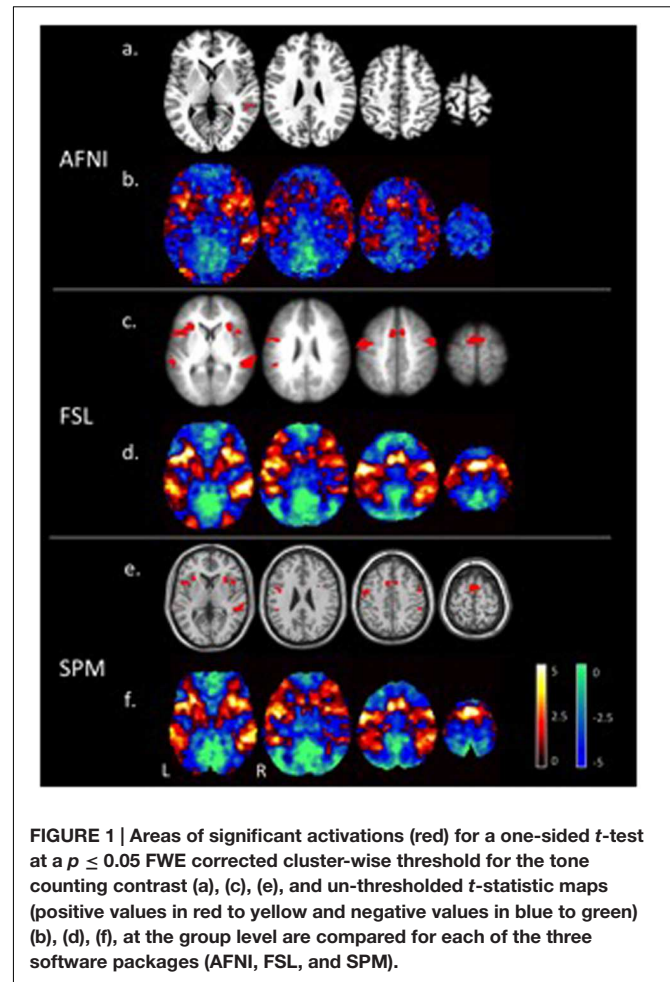 a.
AFNI
b.
c.
FSL
d.
e.
SPM
f.
L R
5 0
2.5 -2.5
0 -5
FIGURE 1 | Areas of significant activations (red) for a one-sided t-test
at a p ≤ 0.05 FWE corrected cluster-wise threshold for the tone
counting contrast (a), (c), (e), and un-thresholded t-statistic maps
(positive values in red to yellow and negative values in blue to green)
(b), (d), (f), at the group level are compared for each of the three
software packages (AFNI, FSL, and SPM).